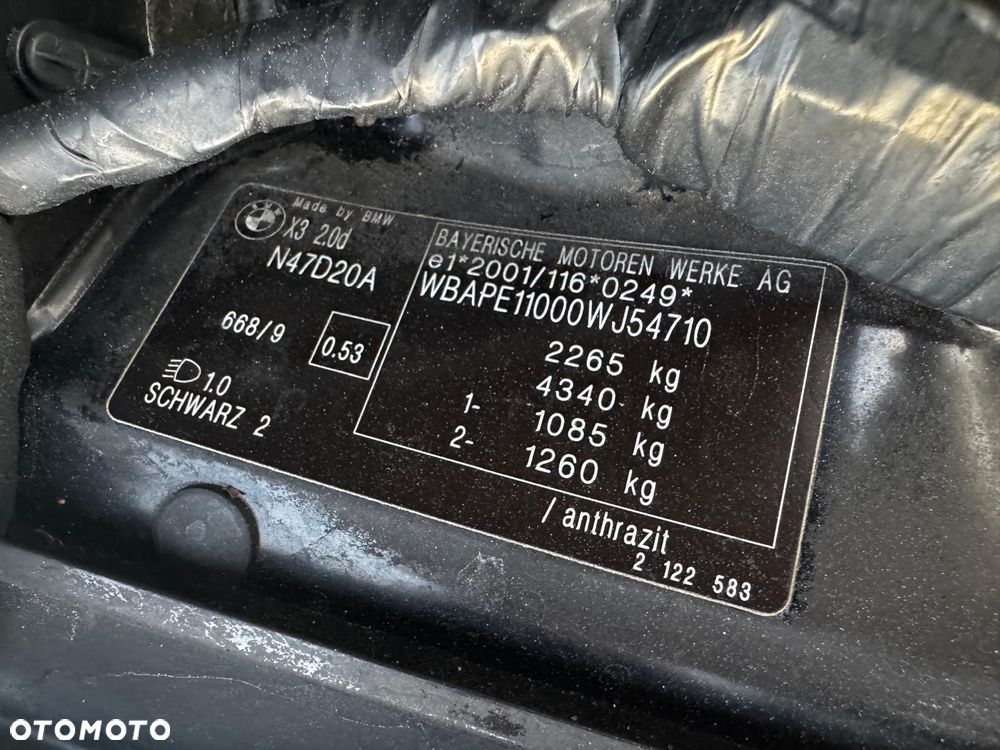 Made by BMW
X3 2.0d
N47D20A
668/9
0.53
1.0
SCHWARZ 2
BAYERISCHE MOTOREN WERKE AG
e1*2001/116*0249*
WBAPE11000WJ54710
2265 kg
4340 kg
1- 1085 kg
2- 1260 kg
/ anthrazit
2 122 583
OTOMOTO